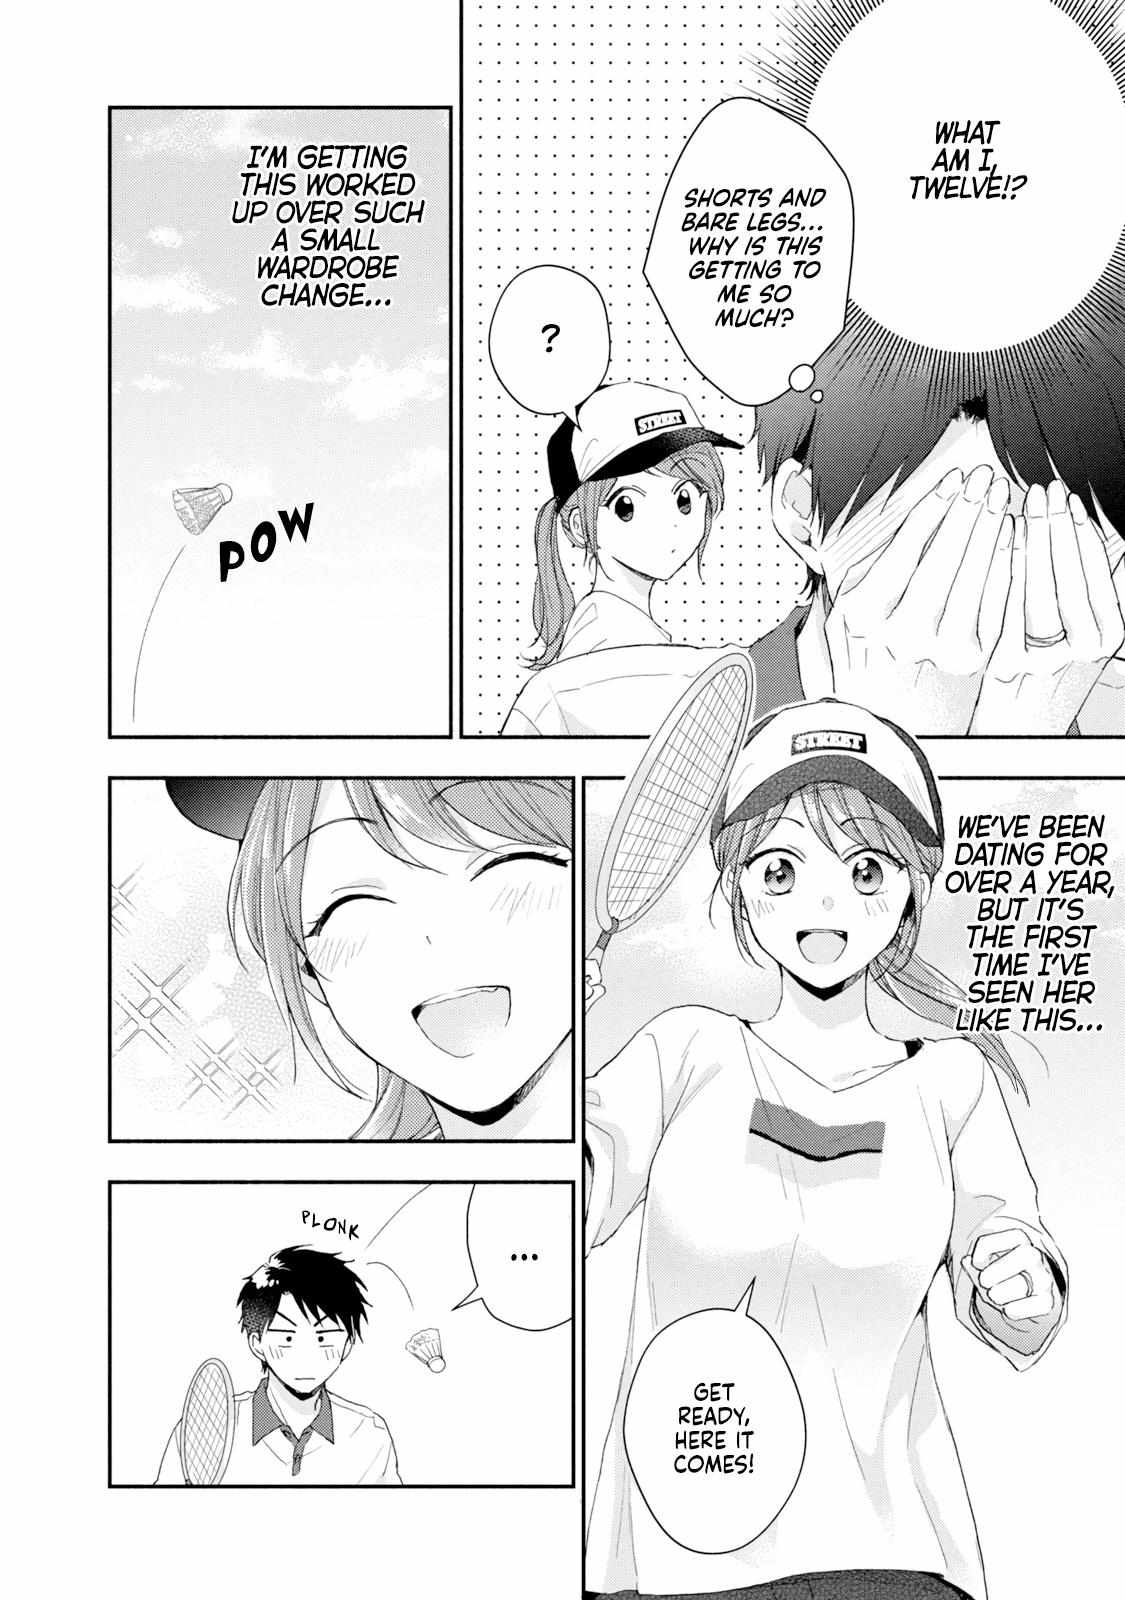 WHAT
AM I,
TWELVE!?
SHORTS AND
BARE LEGS...
WHY IS THIS
GETTING TO
ME SO
MUCH?
?
STREET
I'M GETTING
THIS WORKED
UP OVER SUCH
A SMALL
WARDROBE
CHANGE...
POW
STREET
WE'VE BEEN
DATING FOR
OVER A YEAR,
BUT IT'S
THE FIRST
TIME I'VE
SEEN HER
LIKE THIS...
GET
READY,
HERE IT
COMES!
...
PLONK